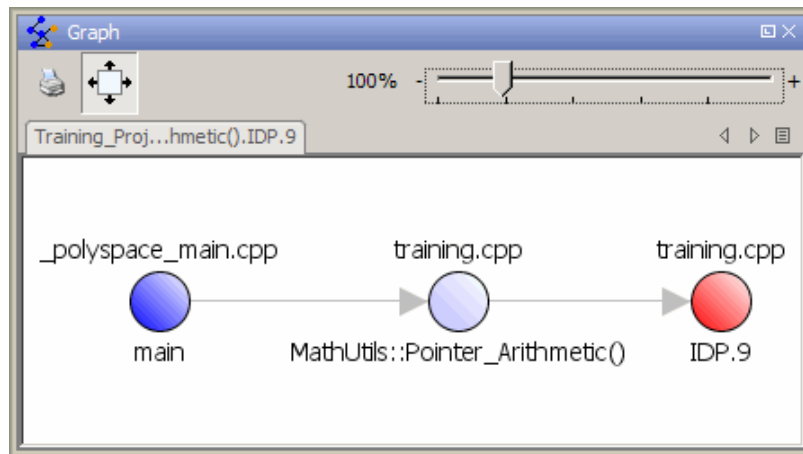 Graph
100% - +
Training_Proj...hmetic().IDP.9
_polyspace_main.cpp training.cpp training.cpp
main MathUtils::Pointer_Arithmetic() IDP.9